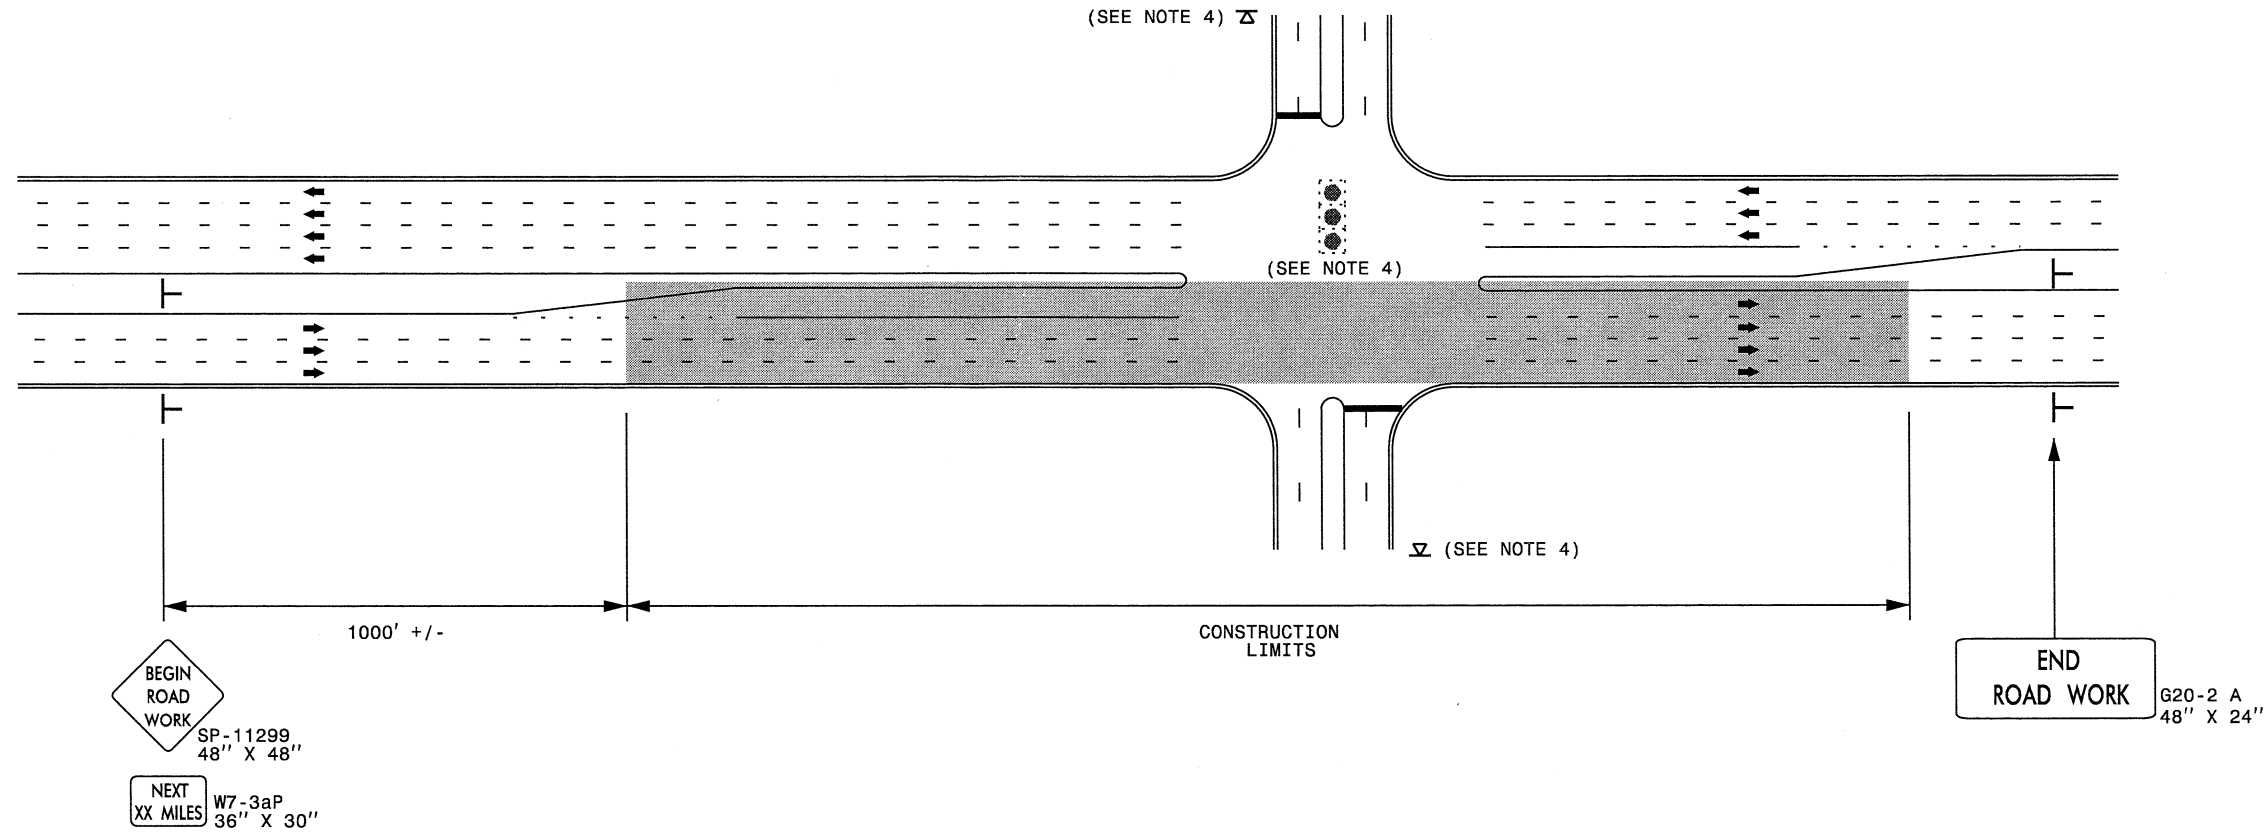 (SEE NOTE 4)
(SEE NOTE 4)
(SEE NOTE 4)
1000' +/-
CONSTRUCTION
LIMITS
BEGIN
ROAD
WORK
SP-11299
48" X 48"
NEXT
XX MILES
W7-3aP
36" X 30"
END
ROAD WORK
G20-2 A
48" X 24"